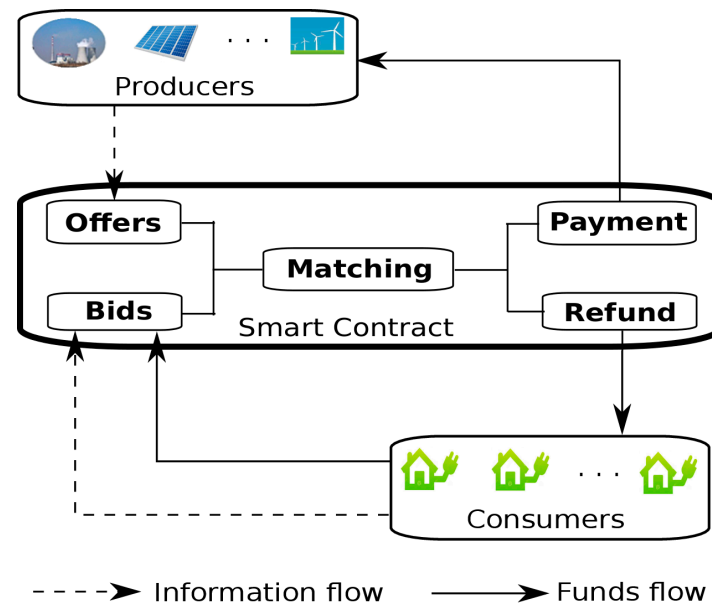 . . .
Producers
Offers
Payment
Matching
Bids
Refund
Smart Contract
. . .
Consumers
Information flow
Funds flow